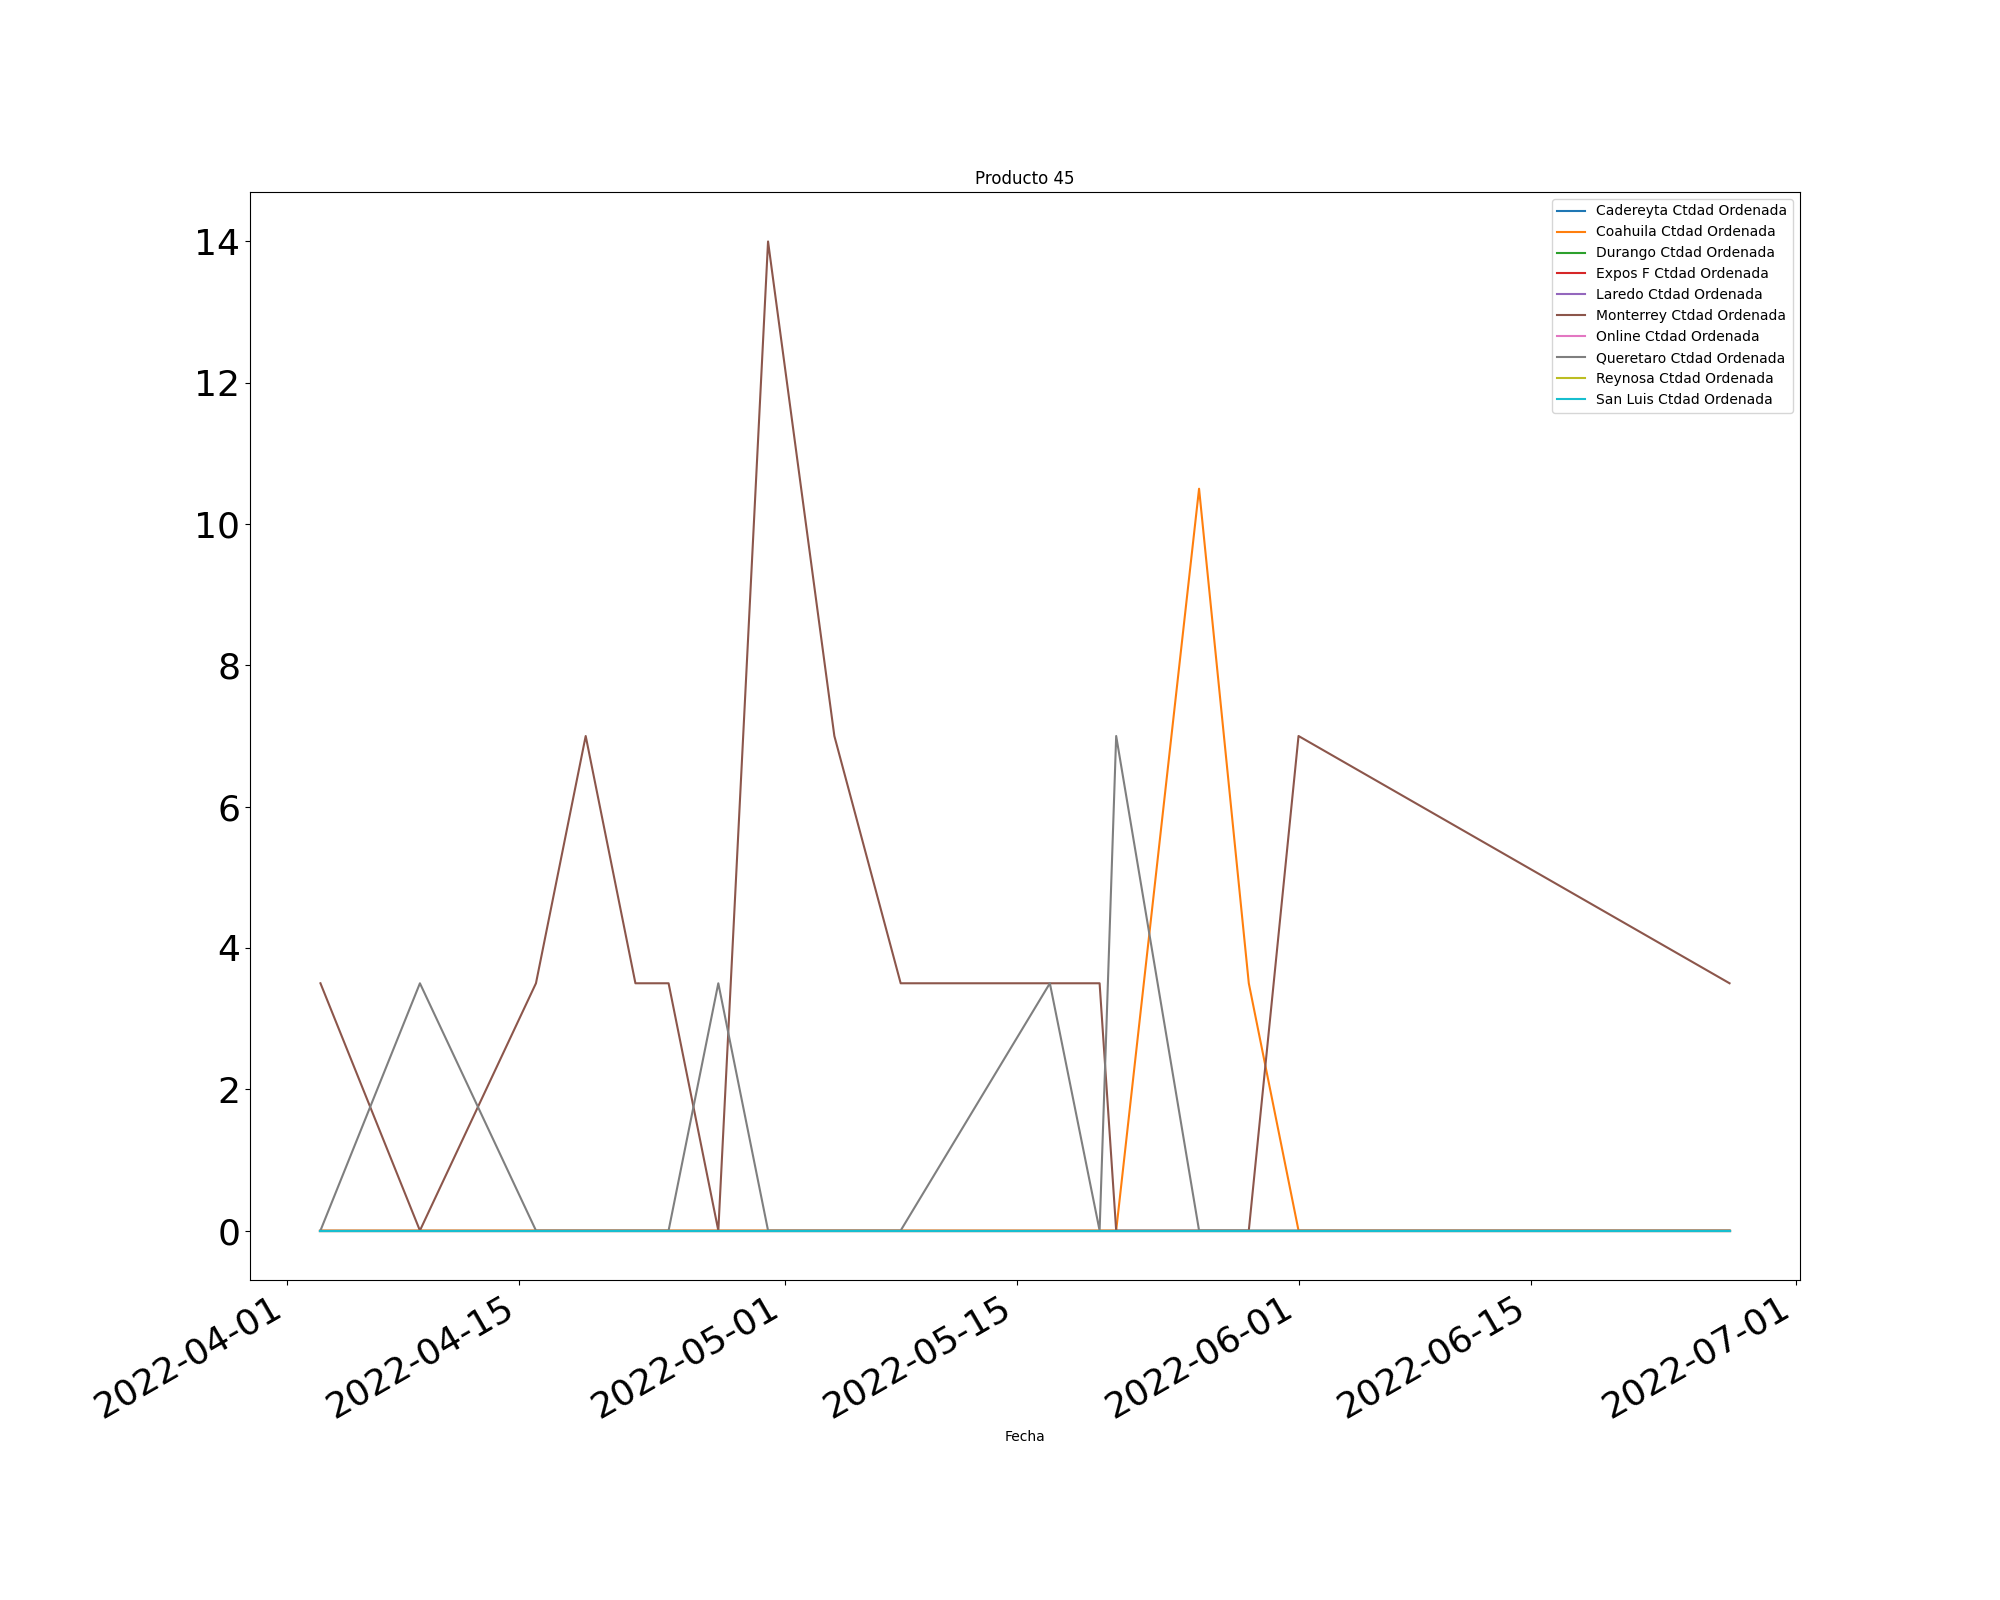 Producto 45
14
12
10
8
6
4
2
0
Cadereyta Ctdad Ordenada
Coahuila Ctdad Ordenada
Durango Ctdad Ordenada
Expos F Ctdad Ordenada
Laredo Ctdad Ordenada
Monterrey Ctdad Ordenada
Online Ctdad Ordenada
Queretaro Ctdad Ordenada
Reynosa Ctdad Ordenada
San Luis Ctdad Ordenada
2022-04-01
2022-04-15
2022-05-01
2022-05-15
2022-06-01
2022-06-15
2022-07-01
Fecha